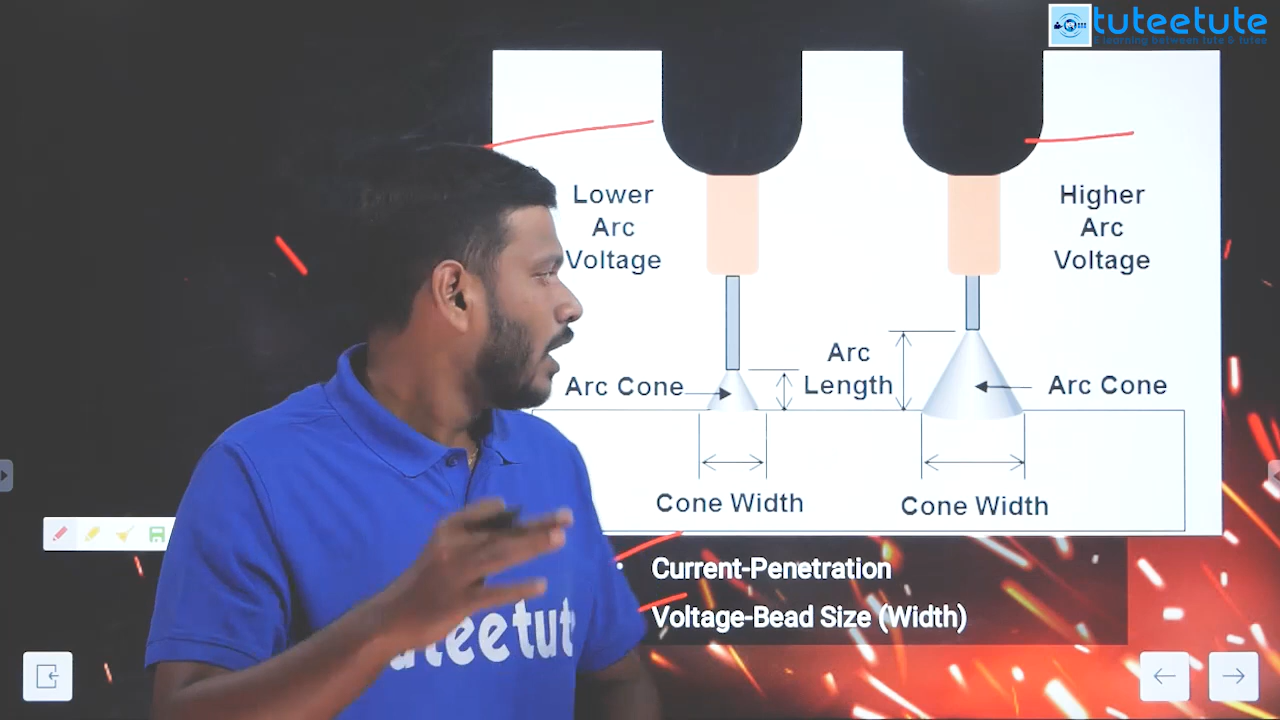 tuteetute
Lower
Arc
Voltage
Higher
Arc
Voltage
Arc Cone
Arc
Length
Arc Cone
Cone Width
Cone Width
Current-Penetration
Voltage-Bead Size (Width)